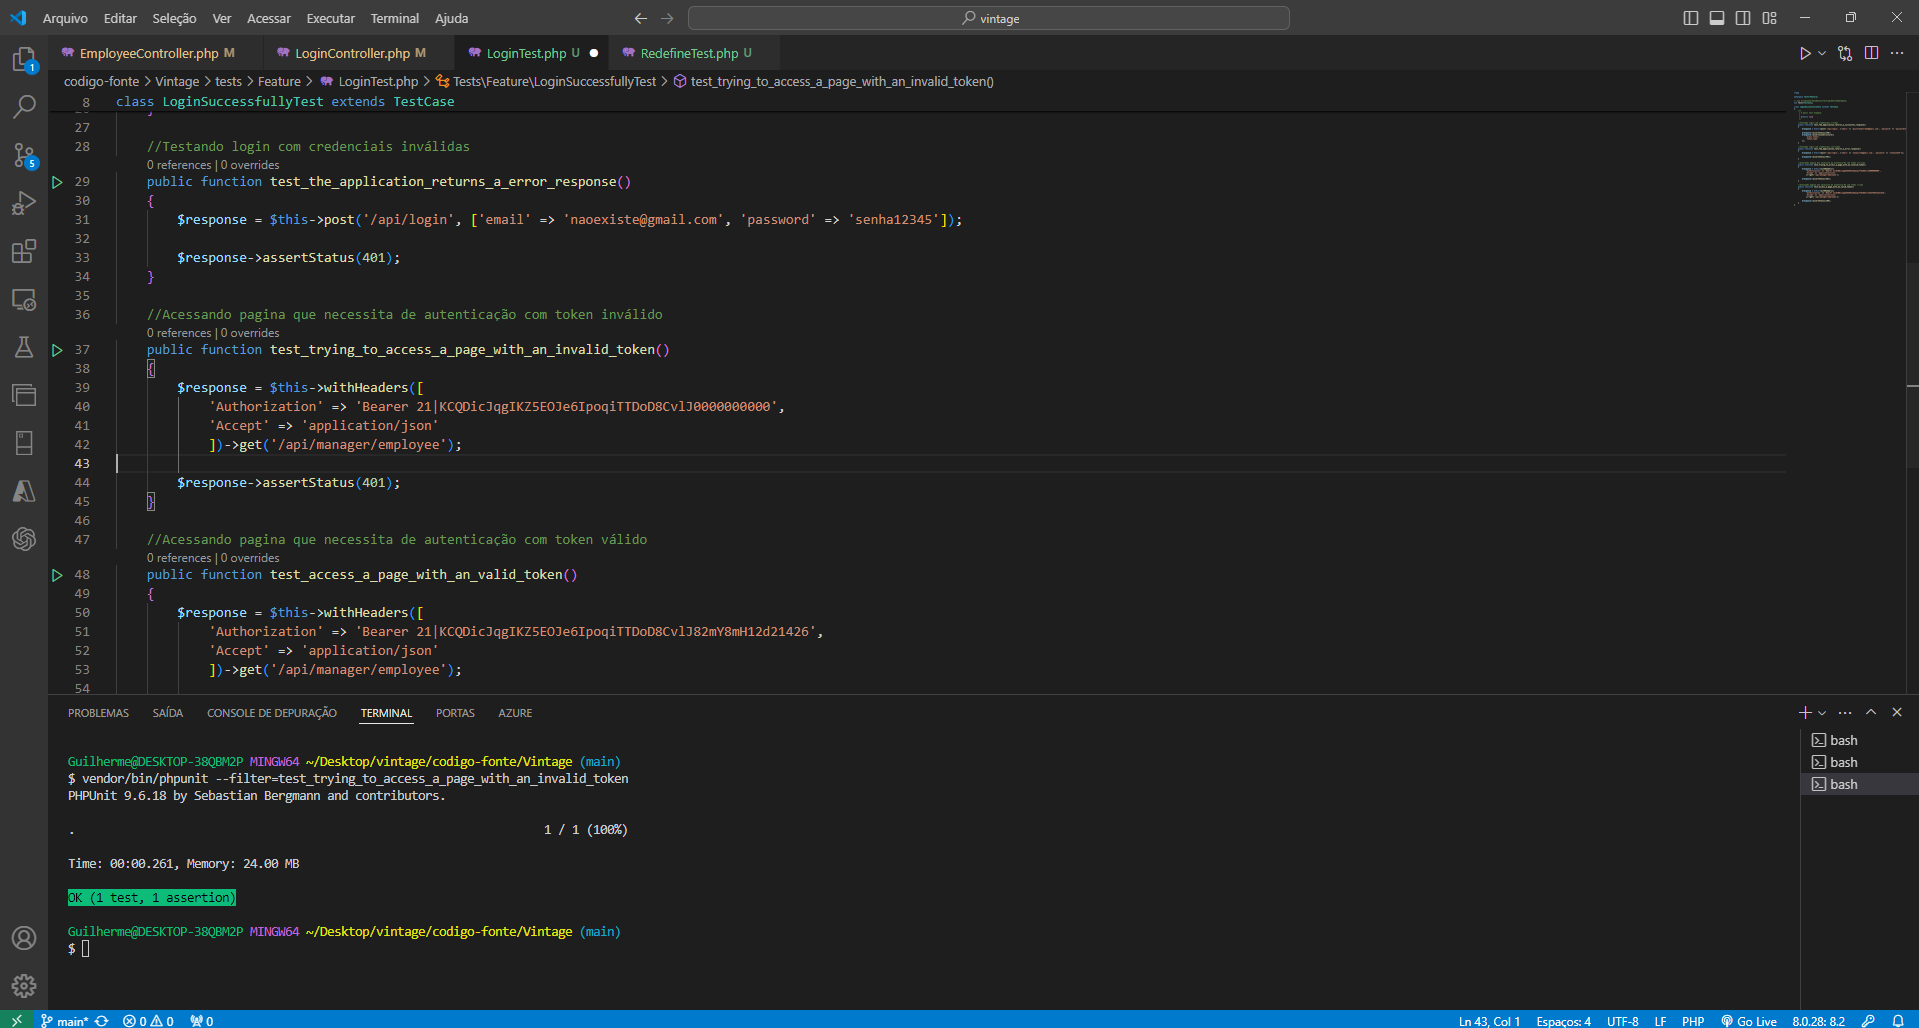 Arquivo Editar Seleção Ver Acessar Executar Terminal Ajuda vintage
EmployeeController.php M LoginController.php M LoginTest.php U RedefineTest.php U
codigo-fonte > Vintage > tests > Feature > LoginTest.php > Tests\Feature\LoginSuccessfullyTest > test_trying_to_access_a_page_with_an_invalid_token()
8 class LoginSuccessfullyTest extends TestCase
27
28 //Testando login com credenciais inválidas
0 references | 0 overrides
29 public function test_the_application_returns_a_error_response()
30 {
31 $response = $this->post('/api/login', ['email' => 'naoexiste@gmail.com', 'password' => 'senha12345']);
32
33 $response->assertStatus(401);
34 }
35
36 //Acessando pagina que necessita de autenticação com token inválido
0 references | 0 overrides
37 public function test_trying_to_access_a_page_with_an_invalid_token()
38 {
39 $response = $this->withHeaders([
40 'Authorization' => 'Bearer 21|KCQDicJqgIKZ5EOJe6IpoqiTTDoD8CvlJ0000000000',
41 'Accept' => 'application/json'
42 ])->get('/api/manager/employee');
43
44 $response->assertStatus(401);
45 }
46
47 //Acessando pagina que necessita de autenticação com token válido
0 references | 0 overrides
48 public function test_access_a_page_with_an_valid_token()
49 {
50 $response = $this->withHeaders([
51 'Authorization' => 'Bearer 21|KCQDicJqgIKZ5EOJe6IpoqiTTDoD8CvlJ82mY8mH12d21426',
52 'Accept' => 'application/json'
53 ])->get('/api/manager/employee');
54
PROBLEMAS SAÍDA CONSOLE DE DEPURAÇÃO TERMINAL PORTAS AZURE
Guilherme@DESKTOP-38QBM2P MINGW64 ~/Desktop/vintage/codigo-fonte/Vintage (main)
$ vendor/bin/phpunit --filter=test_trying_to_access_a_page_with_an_invalid_token
PHPUnit 9.6.18 by Sebastian Bergmann and contributors.
. 1 / 1 (100%)
Time: 00:00.261, Memory: 24.00 MB
OK (1 test, 1 assertion)
Guilherme@DESKTOP-38QBM2P MINGW64 ~/Desktop/vintage/codigo-fonte/Vintage (main)
$
bash
bash
bash
1
5
main* 0 0 0 Ln 43, Col 1 Espaços: 4 UTF-8 LF PHP Go Live 8.0.28: 8.2